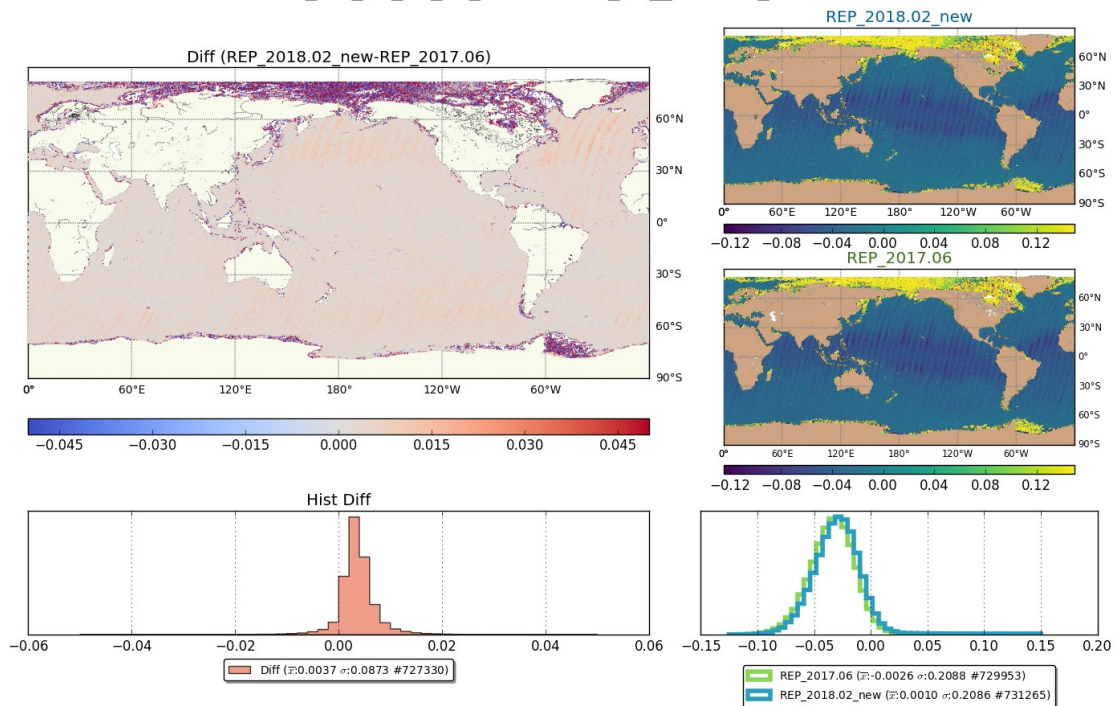 REP_2018.02_new
Diff (REP_2018.02_new-REP_2017.06)
60°N
30°N
0°
30°S
60°S
90°S
0° 60°E 120°E 180° 120°W 60°W
−0.045 −0.030 −0.015 0.000 0.015 0.030 0.045
60°N
30°N
0°
30°S
60°S
90°S
0° 60°E 120°E 180° 120°W 60°W
−0.12 −0.08 −0.04 0.00 0.04 0.08 0.12
REP_2017.06
60°N
30°N
0°
30°S
60°S
90°S
0° 60°E 120°E 180° 120°W 60°W
−0.12 −0.08 −0.04 0.00 0.04 0.08 0.12
Hist Diff
−0.06 −0.04 −0.02 0.00 0.02 0.04 0.06
Diff (x̅:0.0037 σ:0.0873 #727330)
−0.15 −0.10 −0.05 0.00 0.05 0.10 0.15 0.20
REP_2017.06 (x̅:-0.0026 σ:0.2088 #729953)
REP_2018.02_new (x̅:0.0010 σ:0.2086 #731265)